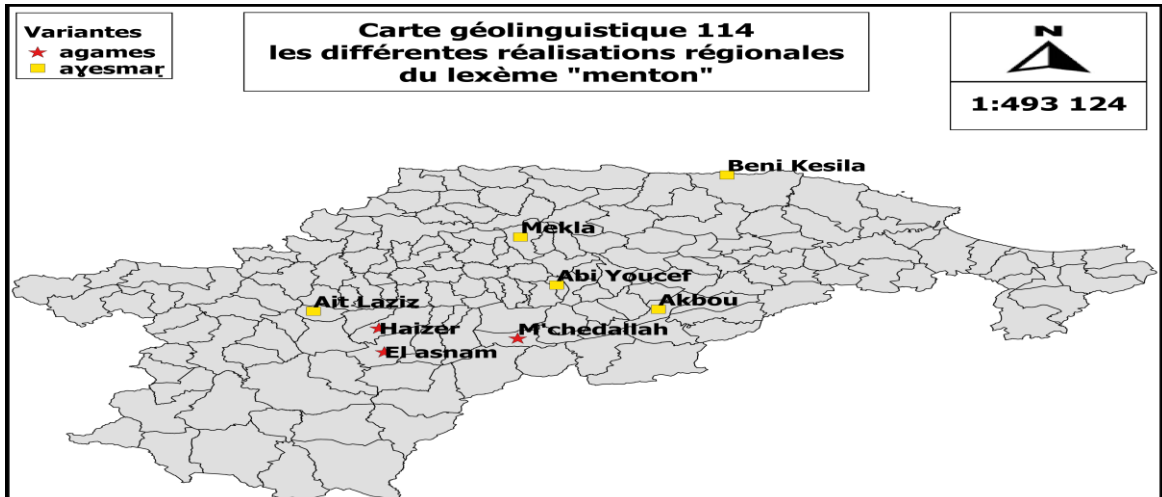 Variantes
agames
aɣesmaṛ
Carte géolinguistique 114
les différentes réalisations régionales
du lexème "menton"
N
1:493 124
Beni Kesila
Mekla
Abi Youcef
Ait Laziz
Akbou
Haizer
M'chedallah
El asnam